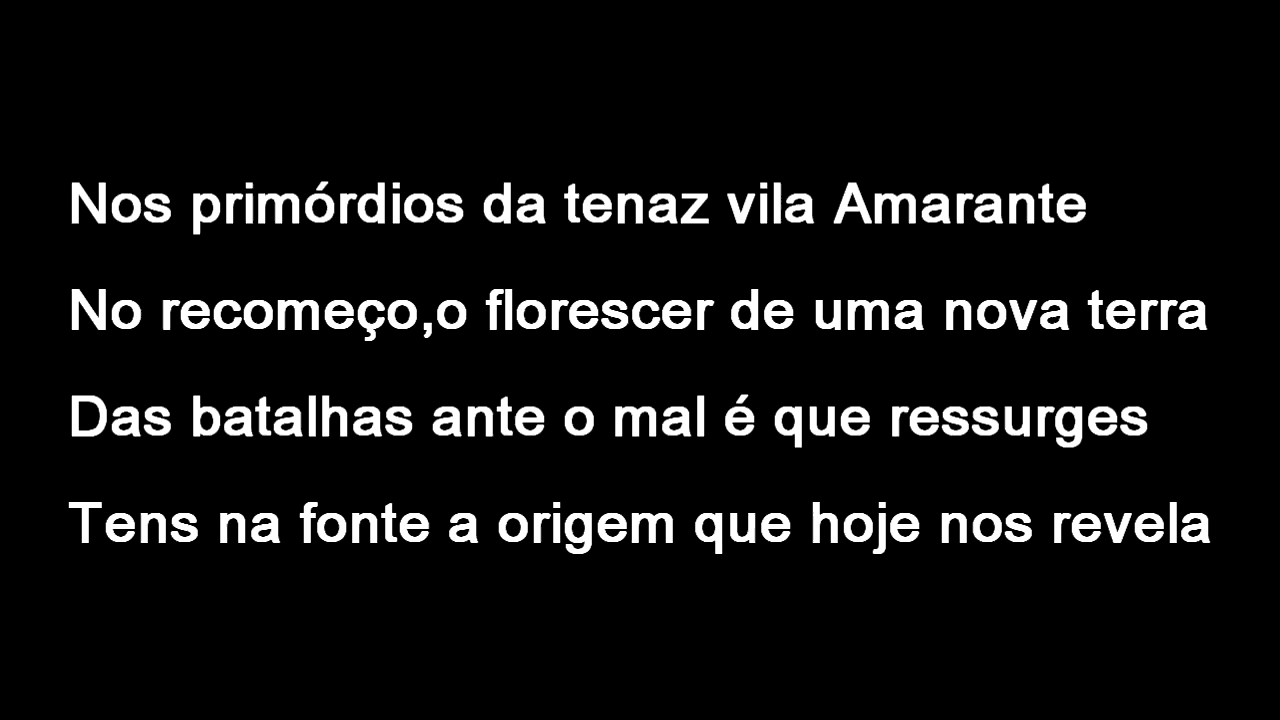 Nos primórdios da tenaz vila Amarante
No recomeço,o florescer de uma nova terra
Das batalhas ante o mal é que ressurges
Tens na fonte a origem que hoje nos revela